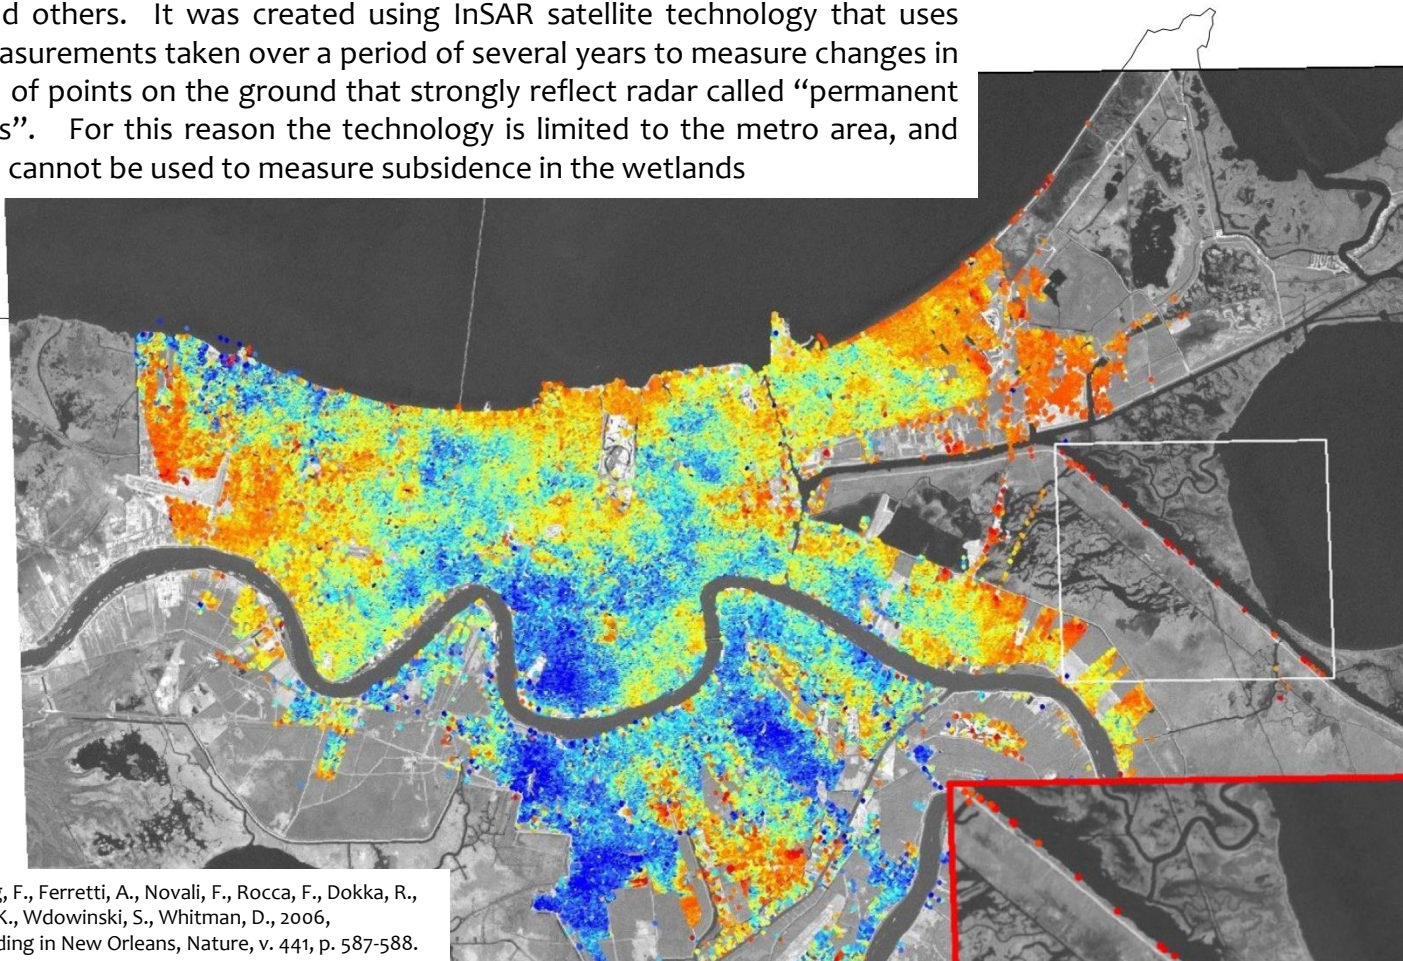 d others. It was created using InSAR satellite technology that uses
asurements taken over a period of several years to measure changes in
of points on the ground that strongly reflect radar called “permanent
s”. For this reason the technology is limited to the metro area, and
cannot be used to measure subsidence in the wetlands
g, F., Ferretti, A., Novali, F., Rocca, F., Dokka, R.,
K., Wdowinski, S., Whitman, D., 2006,
ding in New Orleans, Nature, v. 441, p. 587-588.